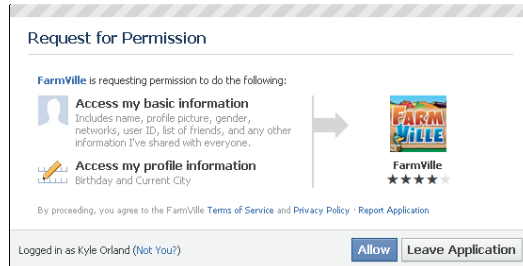 Request for Permission
FarmVille is requesting permission to do the following:
Access my basic information
Includes name, profile picture, gender,
networks, user ID, list of friends, and any other
information I've shared with everyone.
Access my profile information
Birthday and Current City
FARM
VILLE
FarmVille
By proceeding, you agree to the FarmVille Terms of Service and Privacy Policy · Report Application
Logged in as Kyle Orland (Not You?)
Allow
Leave Application